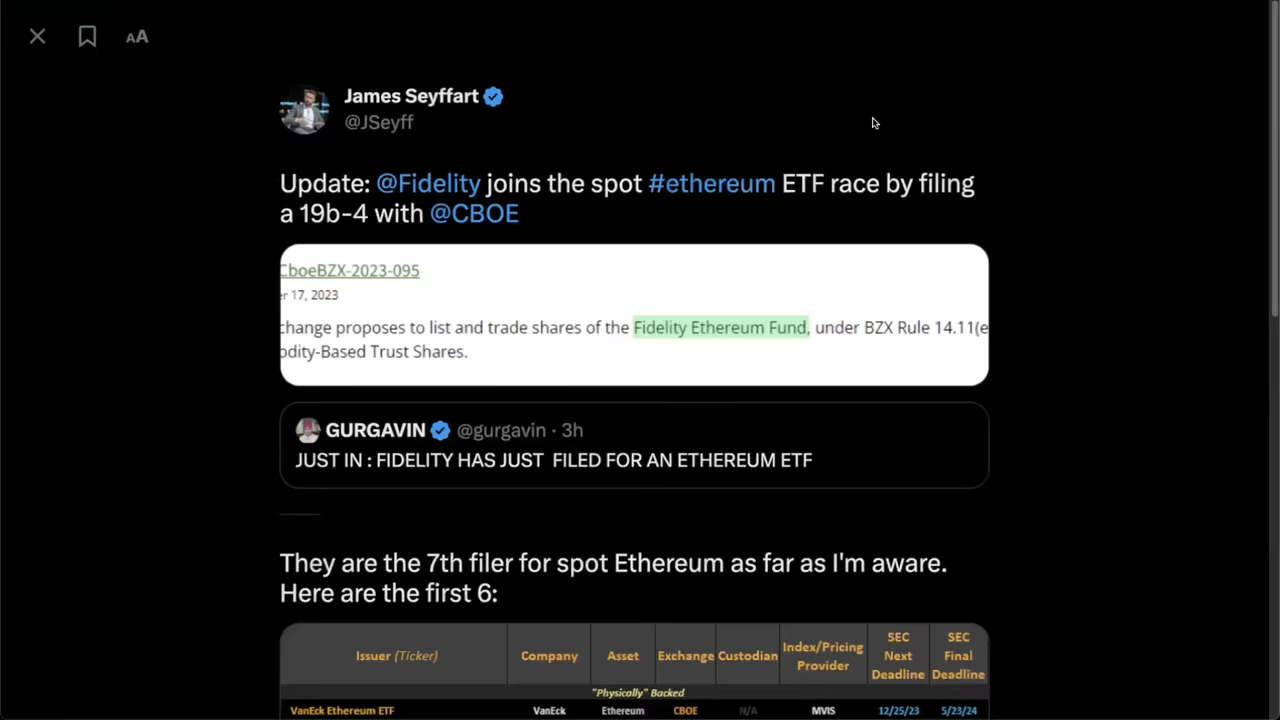 AA
James Seyffart
@JSeyff
Update: @Fidelity joins the spot #ethereum ETF race by filing
a 19b-4 with @CBOE
CboeBZX-2023-095
er 17, 2023
change proposes to list and trade shares of the Fidelity Ethereum Fund, under BZX Rule 14.11(e
odity-Based Trust Shares.
GURGAVIN @gurgavin · 3h
JUST IN : FIDELITY HAS JUST FILED FOR AN ETHEREUM ETF
They are the 7th filer for spot Ethereum as far as I'm aware.
Here are the first 6:
Issuer (Ticker) Company Asset Exchange Custodian Index/Pricing Provider SEC Next Deadline SEC Final Deadline
"Physically" Backed
VanEck Ethereum ETF VanEck Ethereum CBOE N/A MVIS 12/25/23 5/23/24